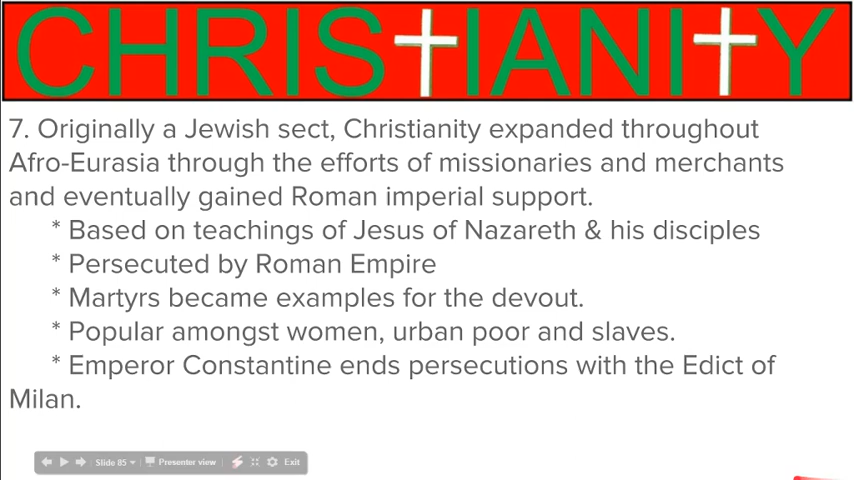 CHRISTIANITY
7. Originally a Jewish sect, Christianity expanded throughout
Afro-Eurasia through the efforts of missionaries and merchants
and eventually gained Roman imperial support.
* Based on teachings of Jesus of Nazareth & his disciples
* Persecuted by Roman Empire
* Martyrs became examples for the devout.
* Popular amongst women, urban poor and slaves.
* Emperor Constantine ends persecutions with the Edict of
Milan.
Slide 85 Presenter view Exit